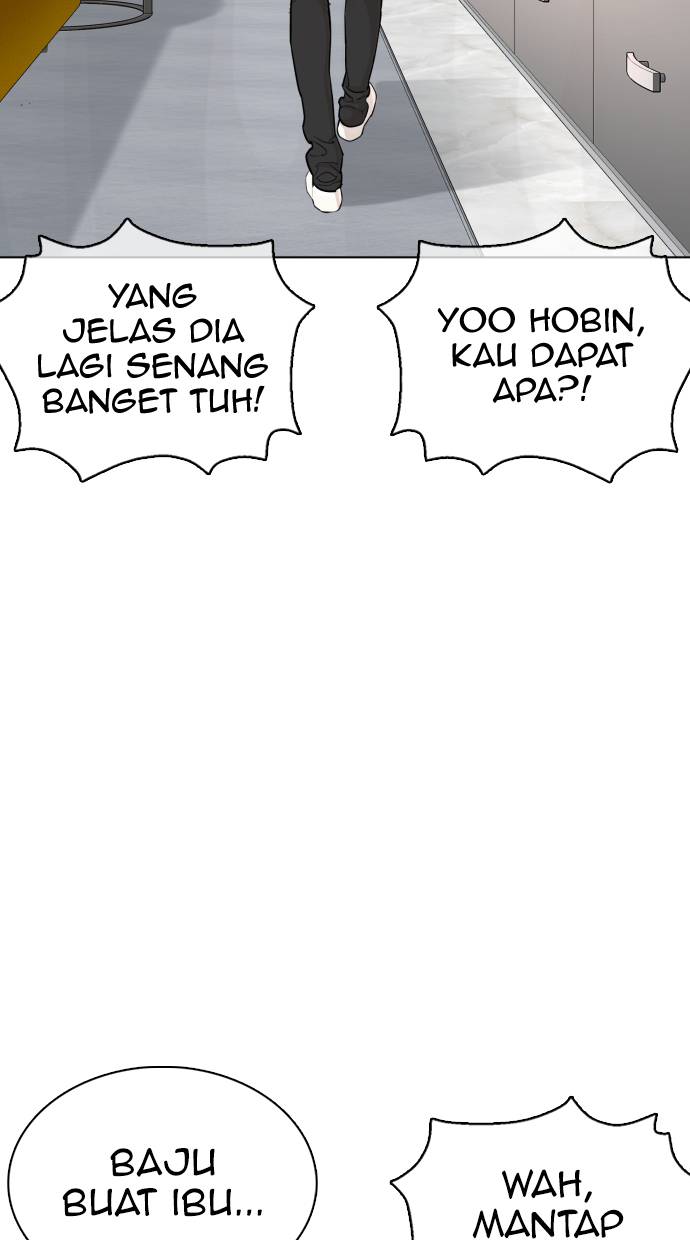 YANG
JELAS DIA
LAGI SENANG
BANGET TUH!
YOO HOBIN,
KAU DAPAT
APA?!
BAJU
BUAT IBU...
WAH,
MANTAP